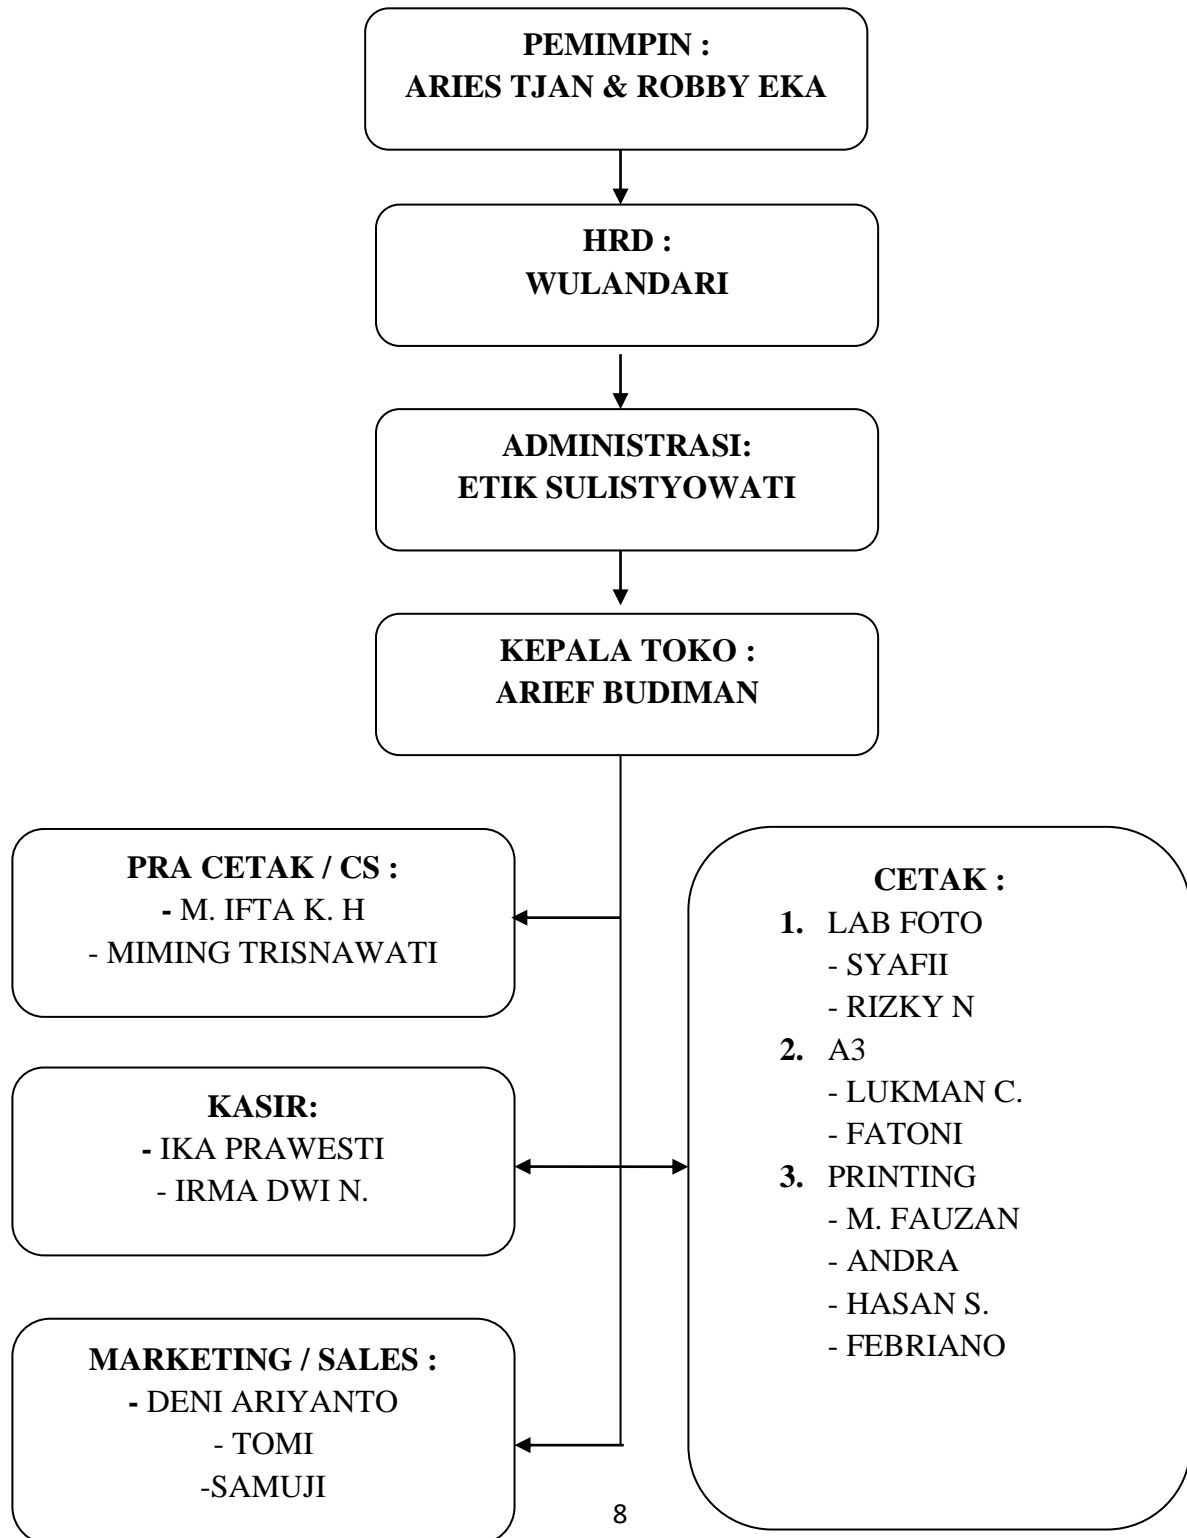 PEMIMPIN :
ARIES TJAN & ROBBY EKA
HRD :
WULANDARI
ADMINISTRASI:
ETIK SULISTYOWATI
KEPALA TOKO :
ARIEF BUDIMAN
PRA CETAK / CS :
- M. IFTA K. H
- MIMING TRISNAWATI
KASIR:
- IKA PRAWESTI
- IRMA DWI N.
MARKETING / SALES :
- DENI ARIYANTO
- TOMI
-SAMUJI
CETAK :
1. LAB FOTO
- SYAFII
- RIZKY N
2. A3
- LUKMAN C.
- FATONI
3. PRINTING
- M. FAUZAN
- ANDRA
- HASAN S.
- FEBRIANO
8